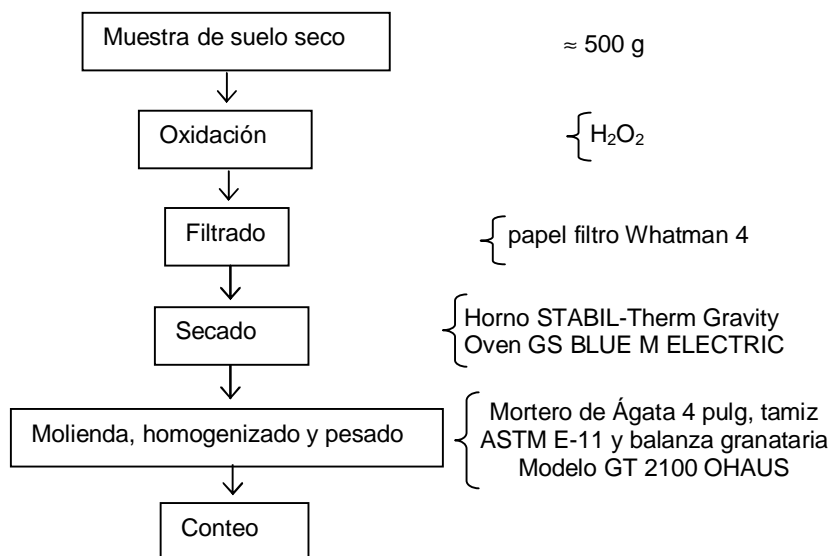 Muestra de suelo seco
≈ 500 g
Oxidación
H₂O₂
Filtrado
papel filtro Whatman 4
Secado
Horno STABIL-Therm Gravity
Oven GS BLUE M ELECTRIC
Molienda, homogenizado y pesado
Mortero de Ágata 4 pulg, tamiz
ASTM E-11 y balanza granataria
Modelo GT 2100 OHAUS
Conteo